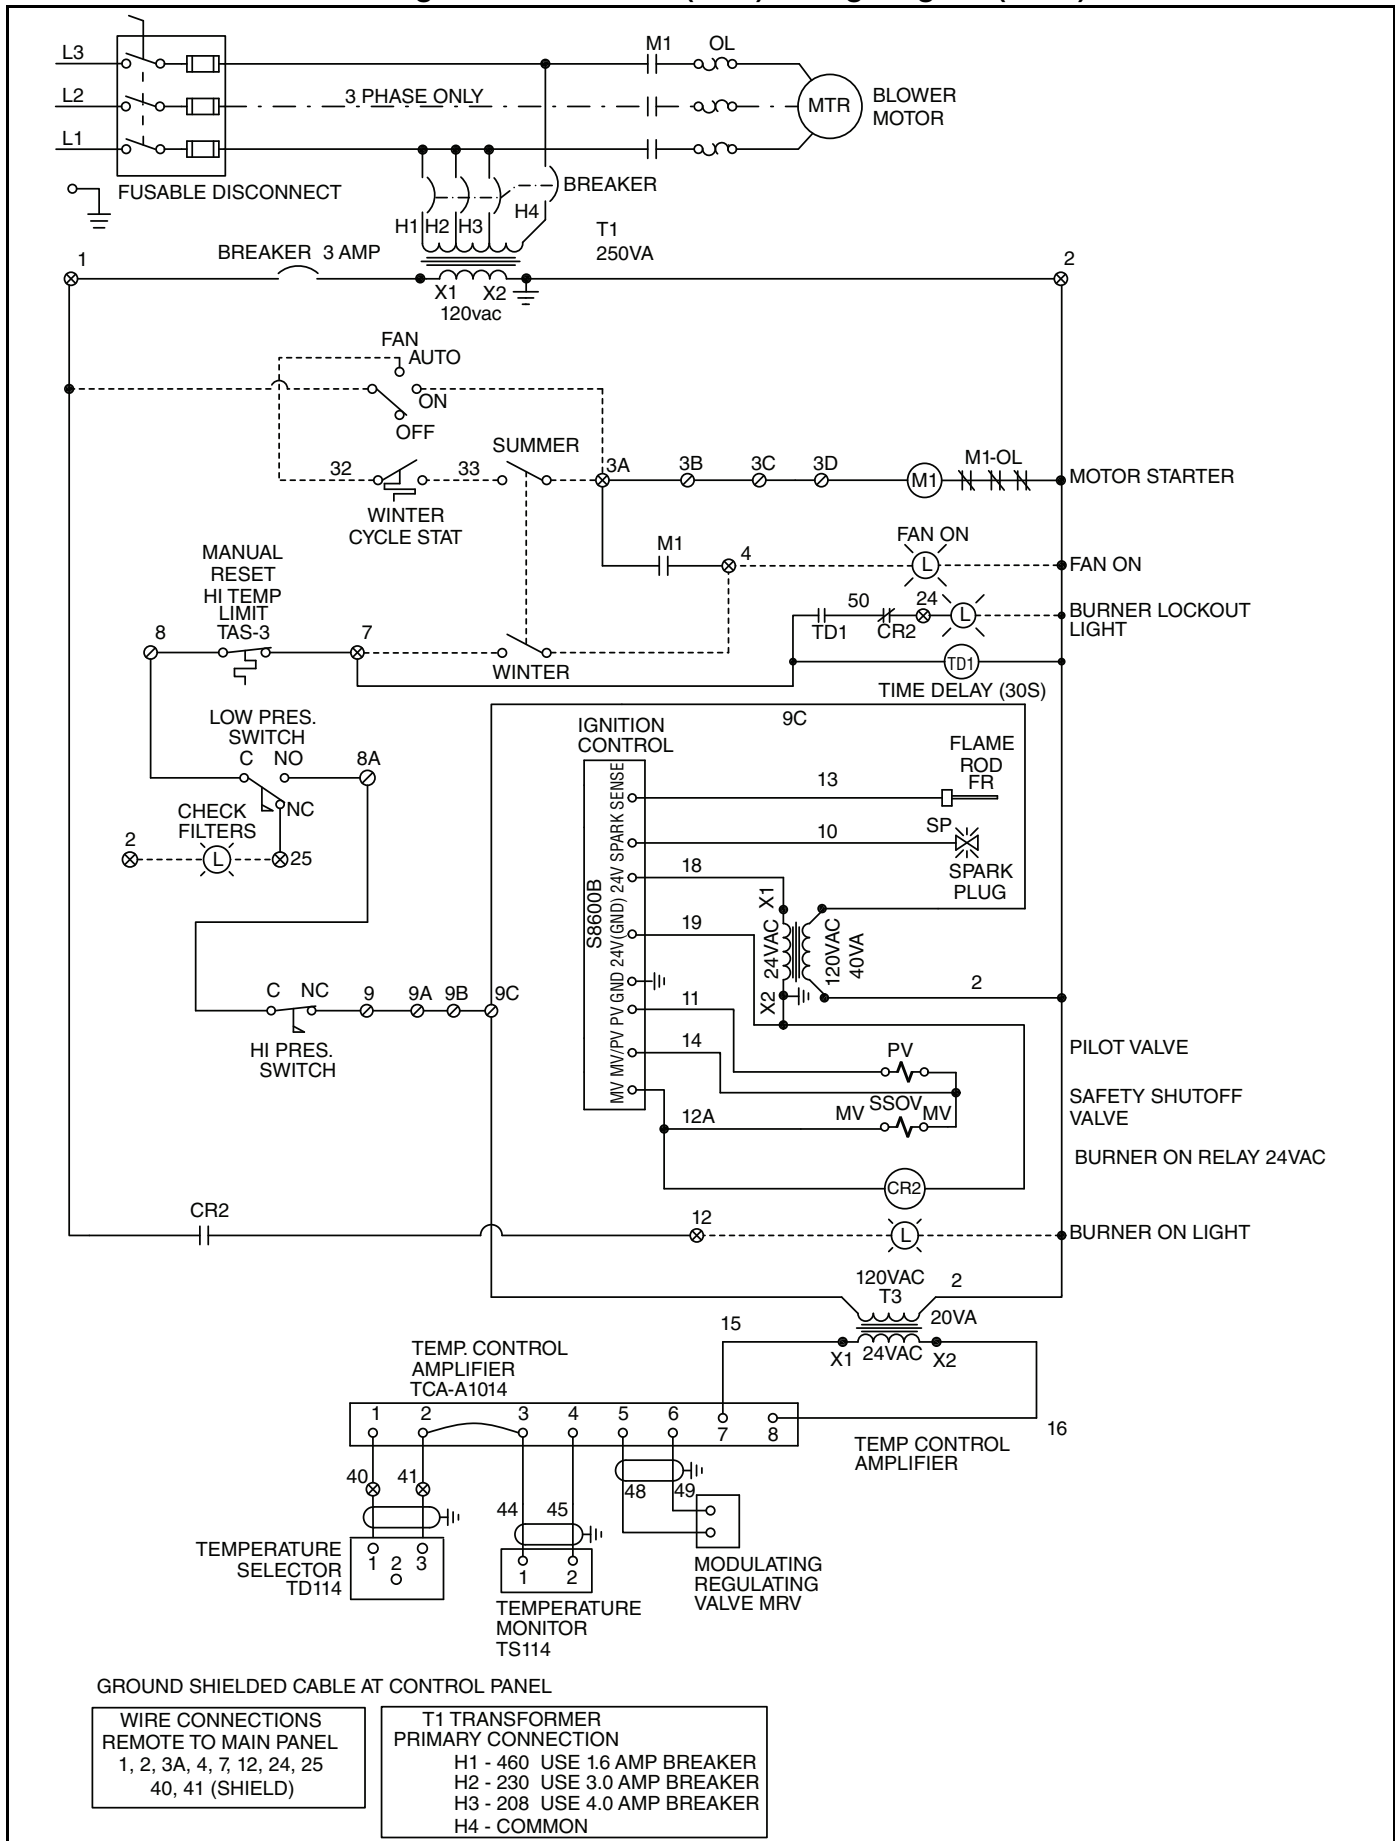 L3
M1
OL
L2
3 PHASE ONLY
MTR
BLOWER
MOTOR
L1
FUSABLE DISCONNECT
BREAKER
H1
H2
H3
H4
T1
250VA
1
BREAKER 3 AMP
2
X1
X2
120vac
FAN
AUTO
ON
OFF
SUMMER
32
33
3A
3B
3C
3D
M1
M1-OL
MOTOR STARTER
WINTER
CYCLE STAT
MANUAL
RESET
HI TEMP
LIMIT
TAS-3
M1
4
FAN ON
L
FAN ON
50
24
L
TD1
CR2
BURNER LOCKOUT
LIGHT
8
7
WINTER
TD1
TIME DELAY (30S)
LOW PRES.
SWITCH
C
NO
8A
NC
CHECK
FILTERS
2
L
25
IGNITION
CONTROL
9C
FLAME
ROD
FR
13
10
SP
SPARK
PLUG
18
19
S8600B
MV MV/PV PV GND 24V(GND) 24V SPARK SENSE
X1
24VAC
X2
120VAC
40VA
2
C
NC
9
9A
9B
9C
HI PRES.
SWITCH
11
14
PV
PILOT VALVE
SSOV
MV
MV
12A
SAFETY SHUTOFF
VALVE
BURNER ON RELAY 24VAC
CR2
CR2
12
L
BURNER ON LIGHT
120VAC
T3
2
20VA
15
X1
24VAC
X2
TEMP. CONTROL
AMPLIFIER
TCA-A1014
1
2
3
4
5
6
7
8
16
TEMP CONTROL
AMPLIFIER
40
41
44
45
48
49
TEMPERATURE
SELECTOR
TD114
1
2
3
1
2
TEMPERATURE
MONITOR
TS114
MODULATING
REGULATING
VALVE MRV
GROUND SHIELDED CABLE AT CONTROL PANEL
WIRE CONNECTIONS
REMOTE TO MAIN PANEL
1, 2, 3A, 4, 7, 12, 24, 25
40, 41 (SHIELD)
T1 TRANSFORMER
PRIMARY CONNECTION
H1 - 460 USE 1.6 AMP BREAKER
H2 - 230 USE 3.0 AMP BREAKER
H3 - 208 USE 4.0 AMP BREAKER
H4 - COMMON